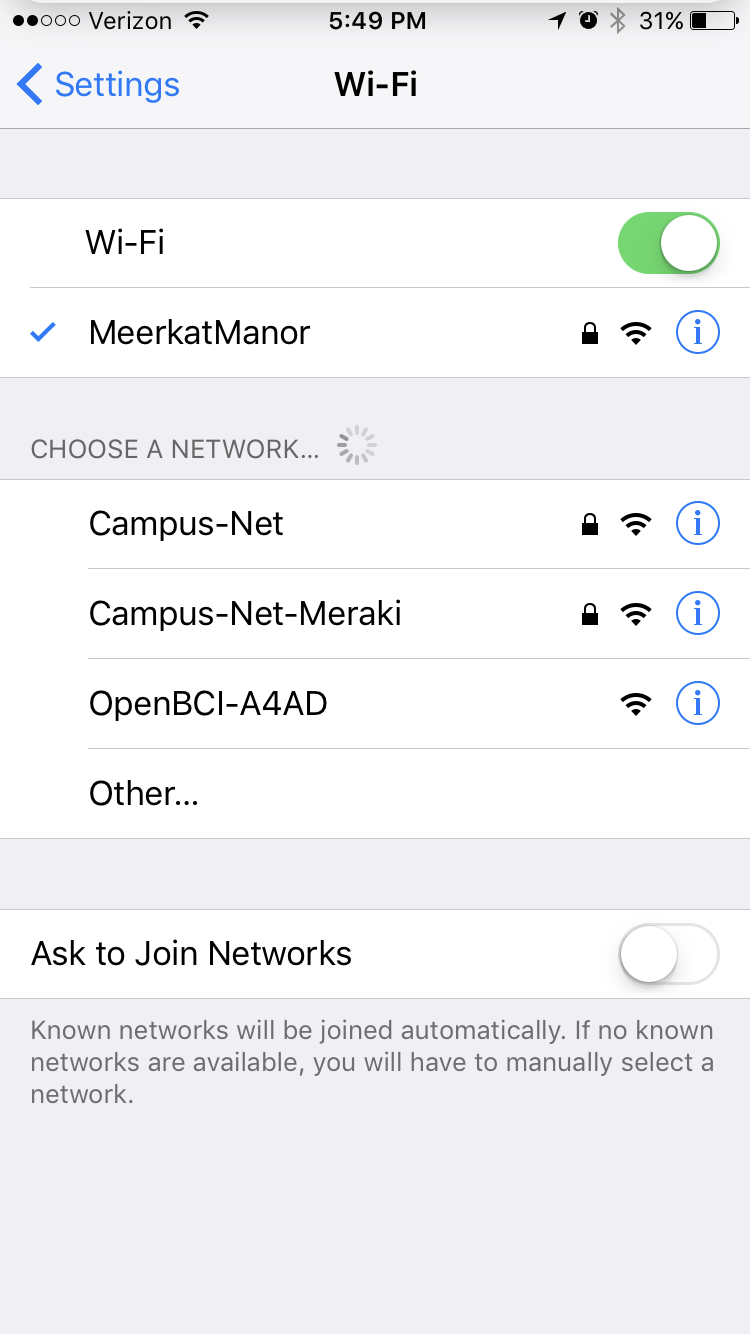 Verizon 5:49 PM 31%
Settings Wi-Fi
Wi-Fi
MeerkatManor
CHOOSE A NETWORK...
Campus-Net
Campus-Net-Meraki
OpenBCI-A4AD
Other...
Ask to Join Networks
Known networks will be joined automatically. If no known
networks are available, you will have to manually select a
network.